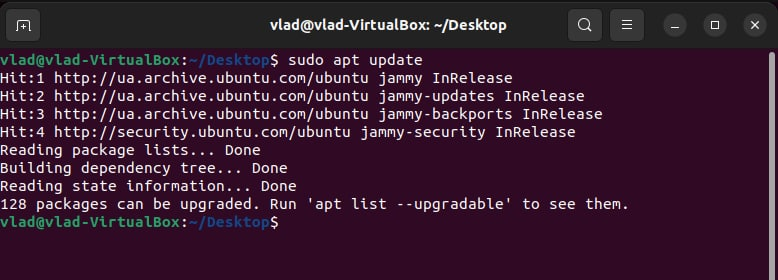 vlad@vlad-VirtualBox: ~/Desktop
vlad@vlad-VirtualBox:~/Desktop$ sudo apt update
Hit:1 http://ua.archive.ubuntu.com/ubuntu jammy InRelease
Hit:2 http://ua.archive.ubuntu.com/ubuntu jammy-updates InRelease
Hit:3 http://ua.archive.ubuntu.com/ubuntu jammy-backports InRelease
Hit:4 http://security.ubuntu.com/ubuntu jammy-security InRelease
Reading package lists... Done
Building dependency tree... Done
Reading state information... Done
128 packages can be upgraded. Run 'apt list --upgradable' to see them.
vlad@vlad-VirtualBox:~/Desktop$